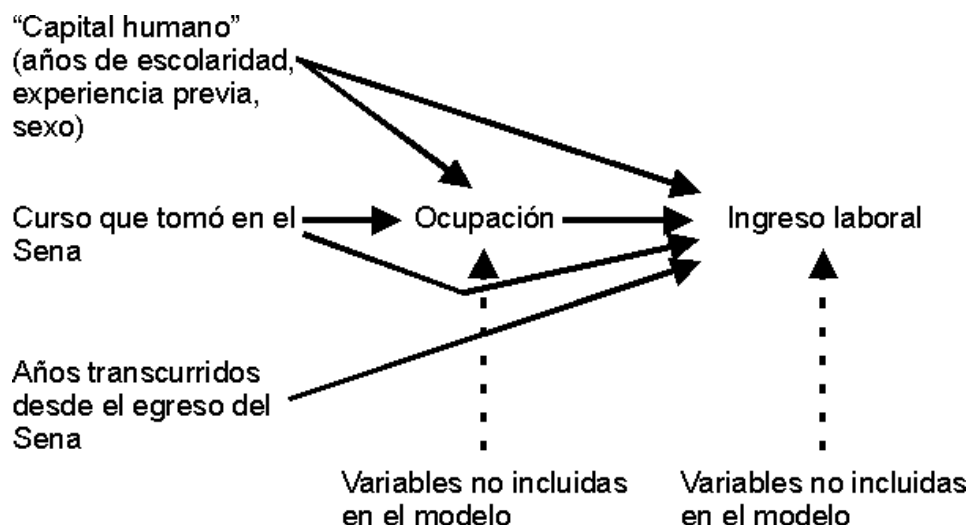 “Capital humano”
(años de escolaridad,
experiencia previa,
sexo)
Curso que tomó en el
Sena
Ocupación
Ingreso laboral
Años transcurridos
desde el egreso del
Sena
Variables no incluidas
en el modelo
Variables no incluidas
en el modelo